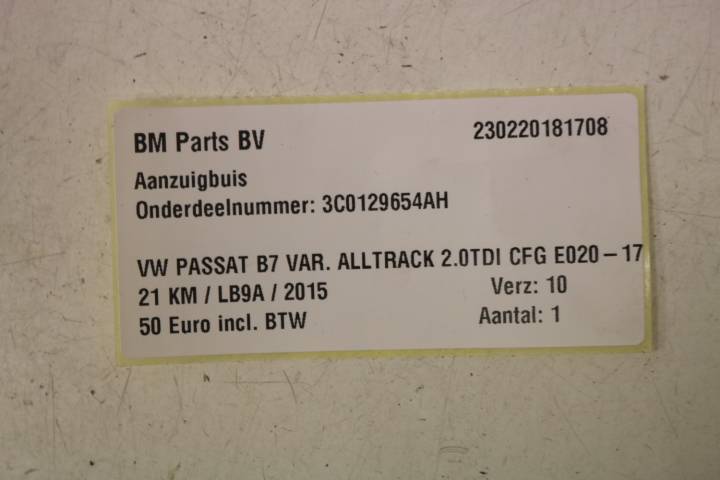 BM Parts BV 230220181708
Aanzuigbuis
Onderdeelnummer: 3C0129654AH
VW PASSAT B7 VAR. ALLTRACK 2.0TDI CFG E020-17
21 KM / LB9A / 2015 Verz: 10
50 Euro incl. BTW Aantal: 1